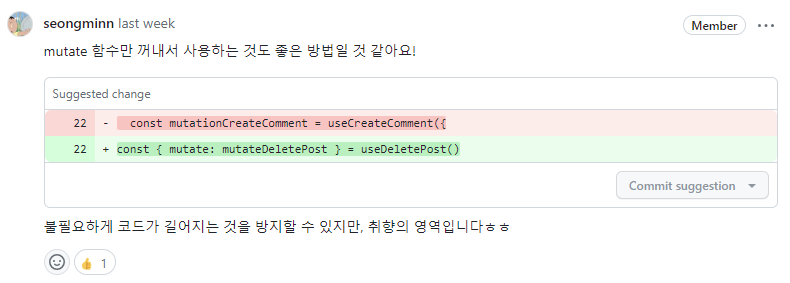 seongminn last week
Member
mutate 함수만 꺼내서 사용하는 것도 좋은 방법일 것 같아요!
Suggested change
22 - const mutationCreateComment = useCreateComment({
22 + const { mutate: mutateDeletePost } = useDeletePost()
Commit suggestion
불필요하게 코드가 길어지는 것을 방지할 수 있지만, 취향의 영역입니다ㅎㅎ
1